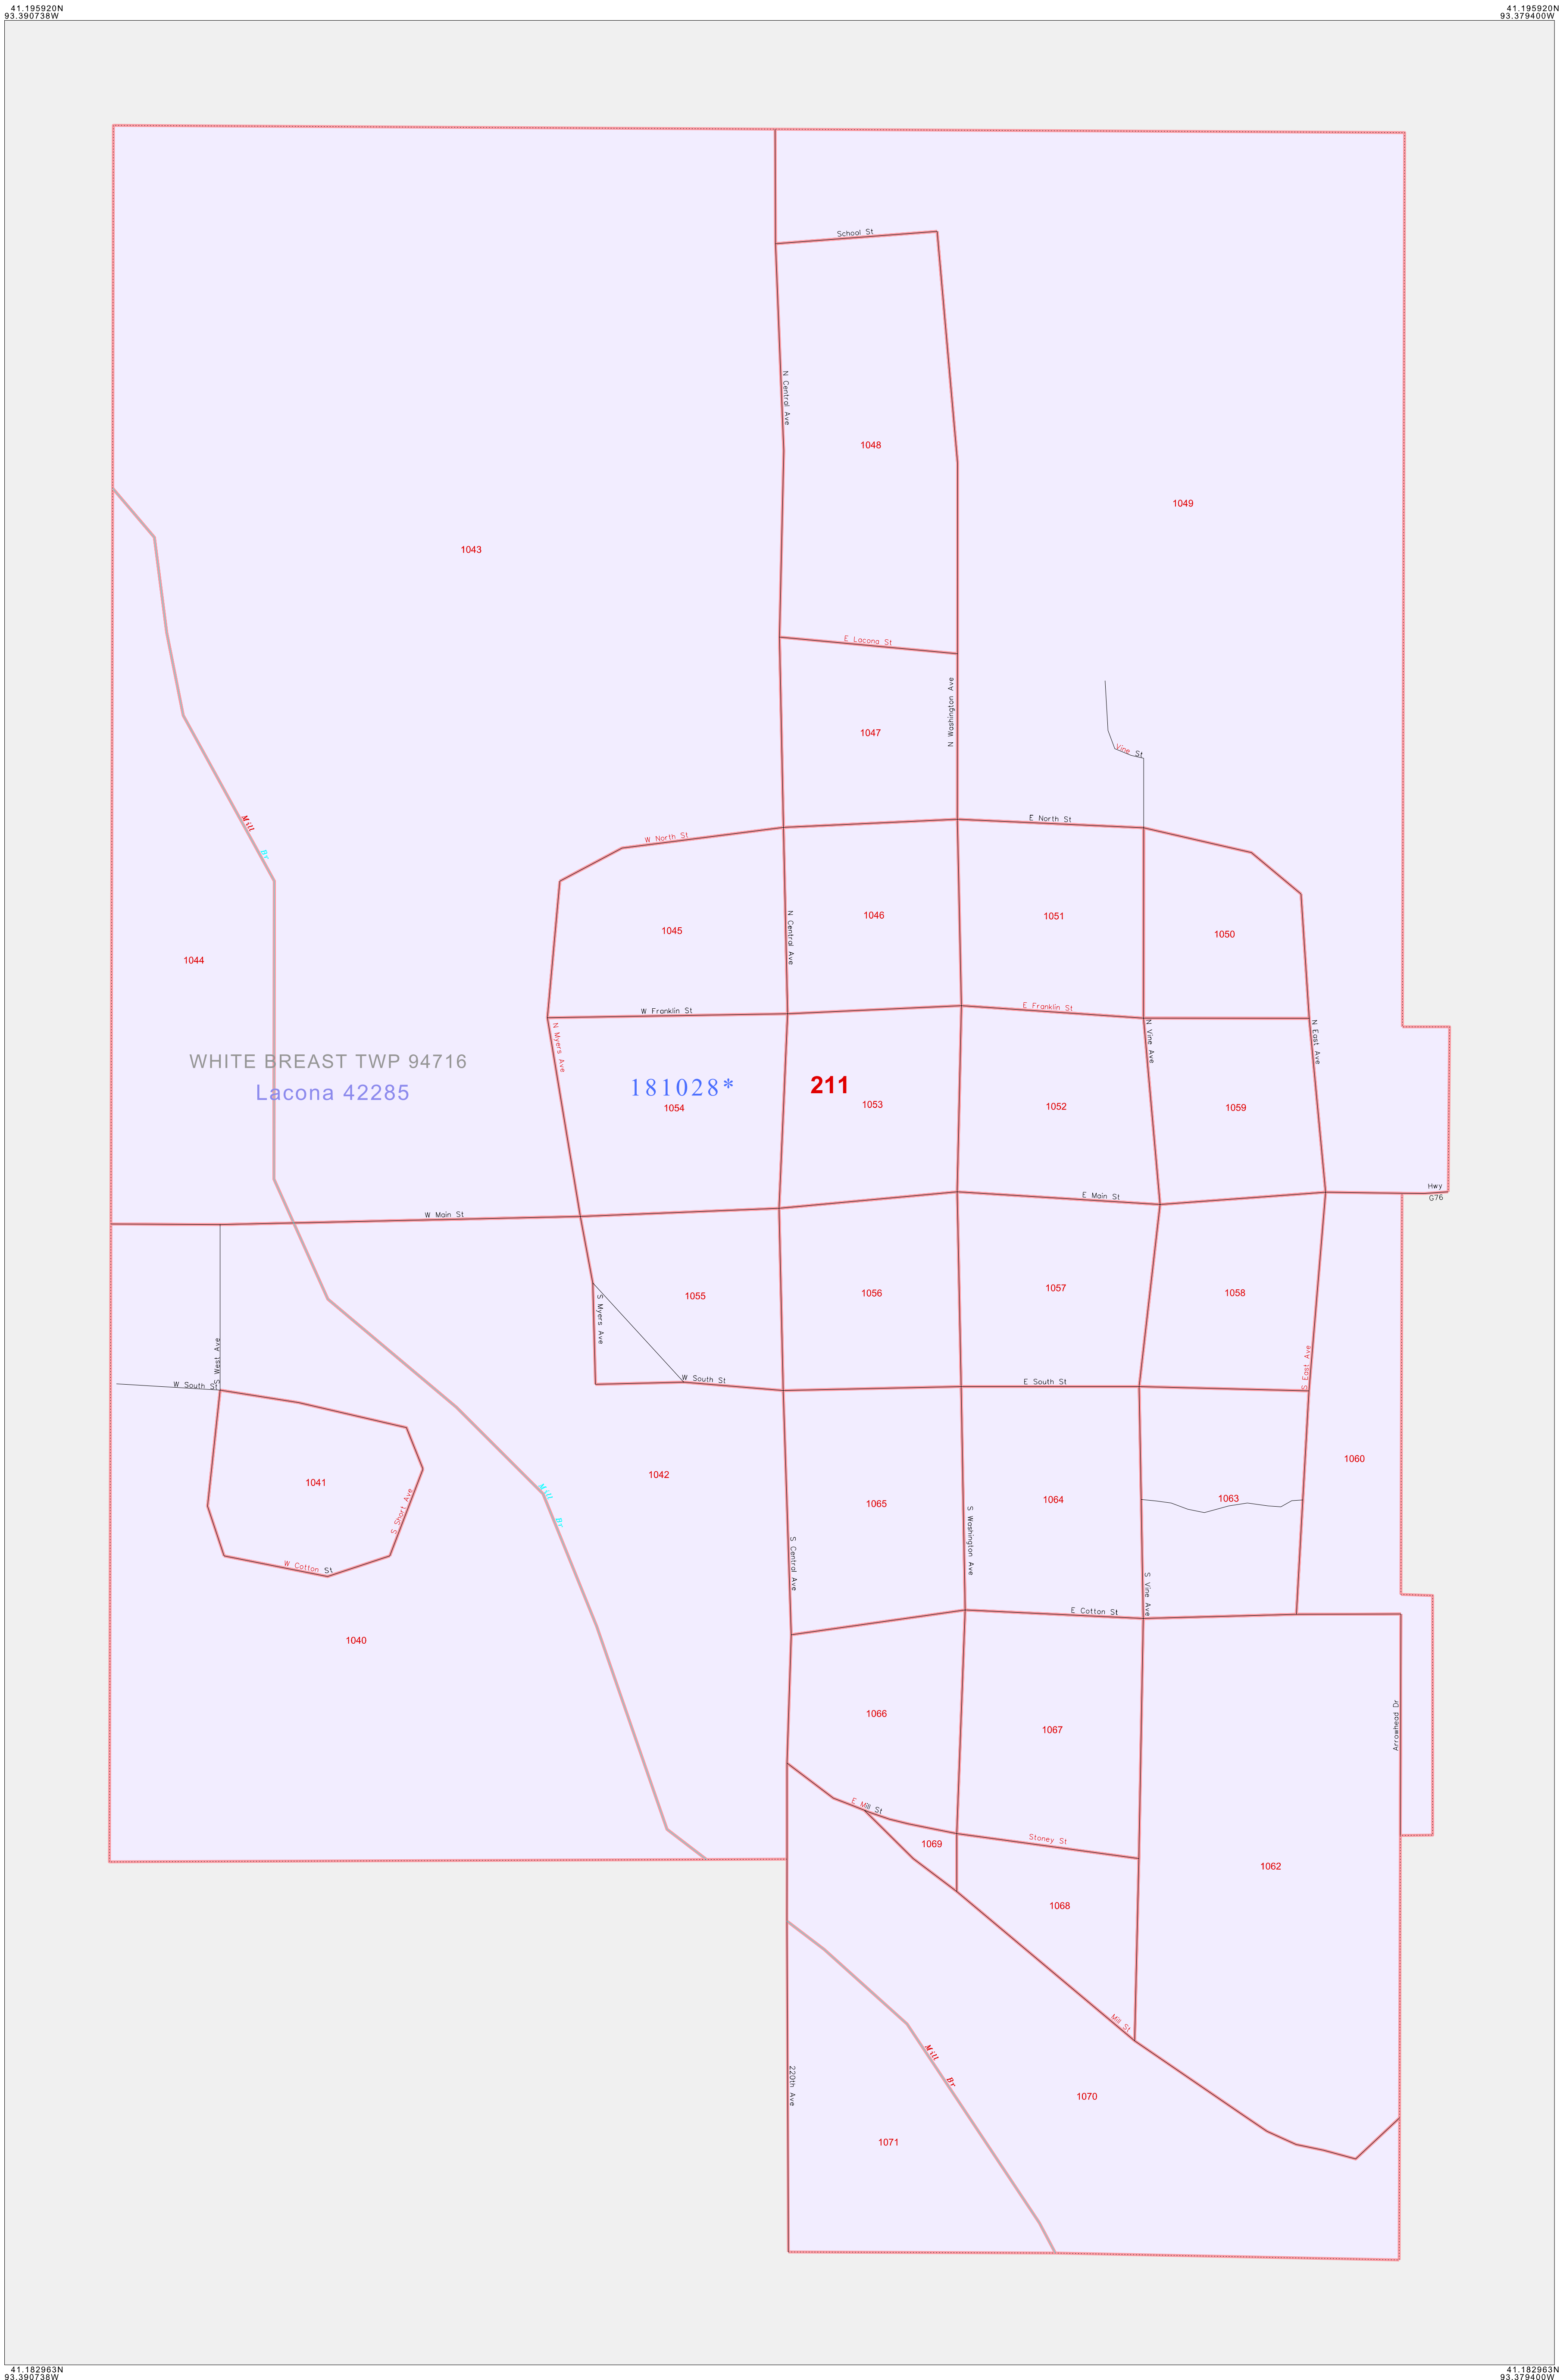 41.195920N
93.390738W
41.195920N
93.379400W
School St
N Central Ave
1048
1049
1043
E Lacona St
N Washington Ave
1047
Vine St
Mill Br
E North St
W North St
1045
1046
1051
1050
1044
N Central Ave
W Franklin St
E Franklin St
N Myers Ave
N Vine Ave
N East Ave
WHITE BREAST TWP 94716
Lacona 42285
181028*
211
1054
1053
1052
1059
Hwy
G76
E Main St
W Main St
1055
1056
1057
1058
S Myers Ave
S West Ave
W South St
W South St
E South St
S East Ave
1041
1042
1060
S Short Ave
Mill Br
1065
1064
1063
W Cotton St
S Central Ave
S Washington Ave
S Vine Ave
E Cotton St
1040
1066
1067
Arrowhead Dr
E Mill St
1069
Stoney St
1062
1068
Mill St
Mill Br
220th Ave
1070
1071
41.182963N
93.390738W
41.182963N
93.379400W